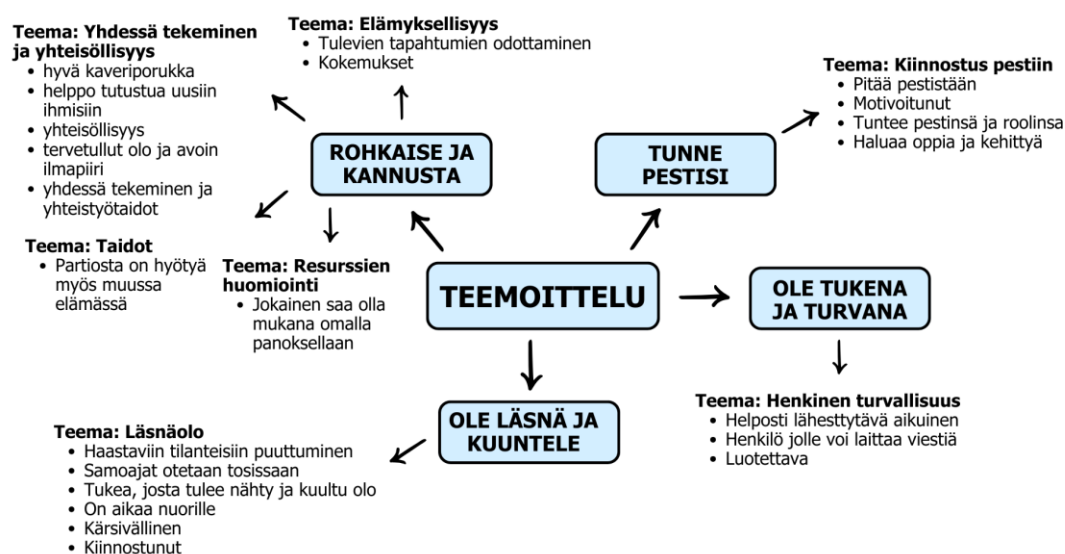 Teema: Yhdessä tekeminen
ja yhteisöllisyys
• hyvä kaveriporukka
• helppo tutustua uusiin
ihmisiin
• yhteisöllisyys
• tervetullut olo ja avoin
ilmapiiri
• yhdessä tekeminen ja
yhteistyötaidot
Teema: Elämyksellisyys
• Tulevien tapahtumien odottaminen
• Kokemukset
Teema: Kiinnostus pestiin
• Pitää pestistään
• Motivoitunut
• Tuntee pestinsä ja roolinsa
• Haluaa oppia ja kehittyä
ROHKAISE JA
KANNUSTA
TUNNE
PESTISI
Teema: Taidot
• Partiosta on hyötyä
myös muussa
elämässä
Teema: Resurssien
huomiointi
• Jokainen saa olla
mukana omalla
panoksellaan
TEEMOITTELU
OLE TUKENA
JA TURVANA
Teema: Henkinen turvallisuus
• Helposti lähesttytävä aikuinen
• Henkilö jolle voi laittaa viestiä
• Luotettava
OLE LÄSNÄ JA
KUUNTELE
Teema: Läsnäolo
• Haastaviin tilanteisiin puuttuminen
• Samoajat otetaan tosissaan
• Tukea, josta tulee nähty ja kuultu olo
• On aikaa nuorille
• Kärsivällinen
• Kiinnostunut